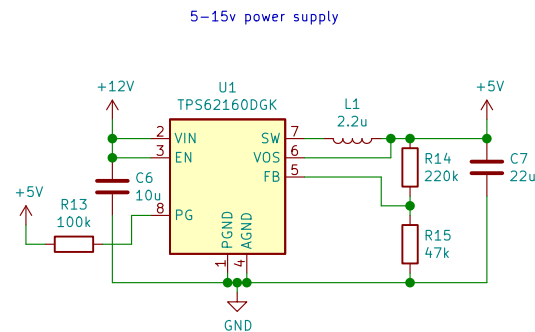 5-15v power supply
+12V
U1
TPS62160DGK
L1
2.2u
+5V
2 VIN
3 EN
SW 7
VOS 6
FB 5
R14
220k
C7
22u
C6
10u
+5V
R13
100k
8 PG
PGND
AGND
1
4
R15
47k
GND